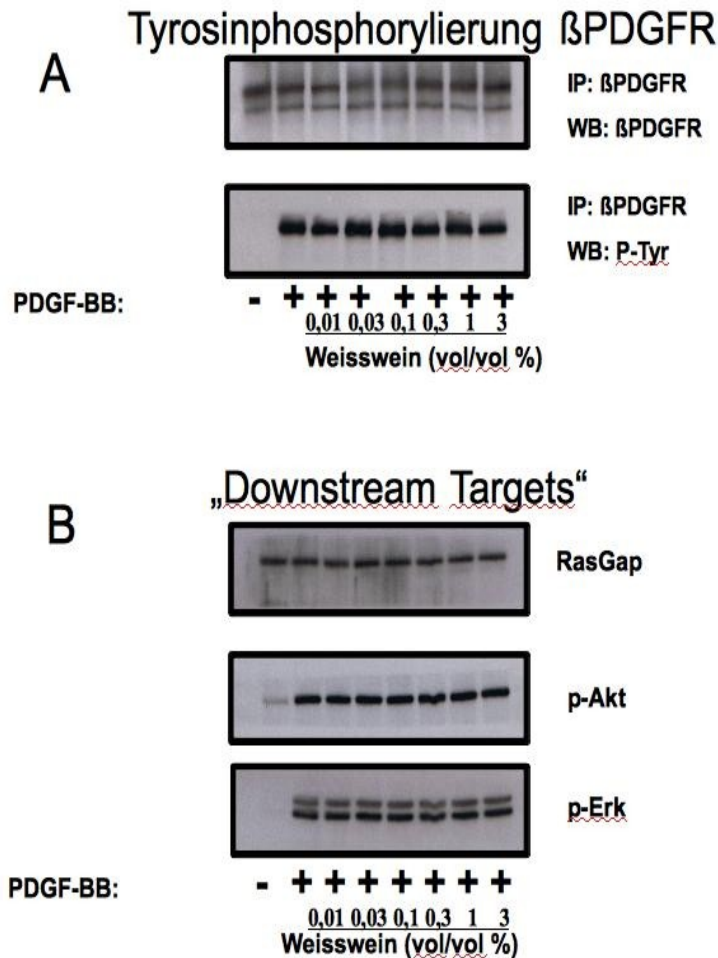 Tyrosinphosphorylierung ßPDGFR
A
IP: ßPDGFR
WB: ßPDGFR
IP: ßPDGFR
WB: P-Tyr
PDGF-BB: - + + + + + + +
0,01 0,03 0,1 0,3 1 3
Weisswein (vol/vol %)
B
„Downstream Targets“
RasGap
p-Akt
p-Erk
PDGF-BB: - + + + + + + +
0,01 0,03 0,1 0,3 1 3
Weisswein (vol/vol %)